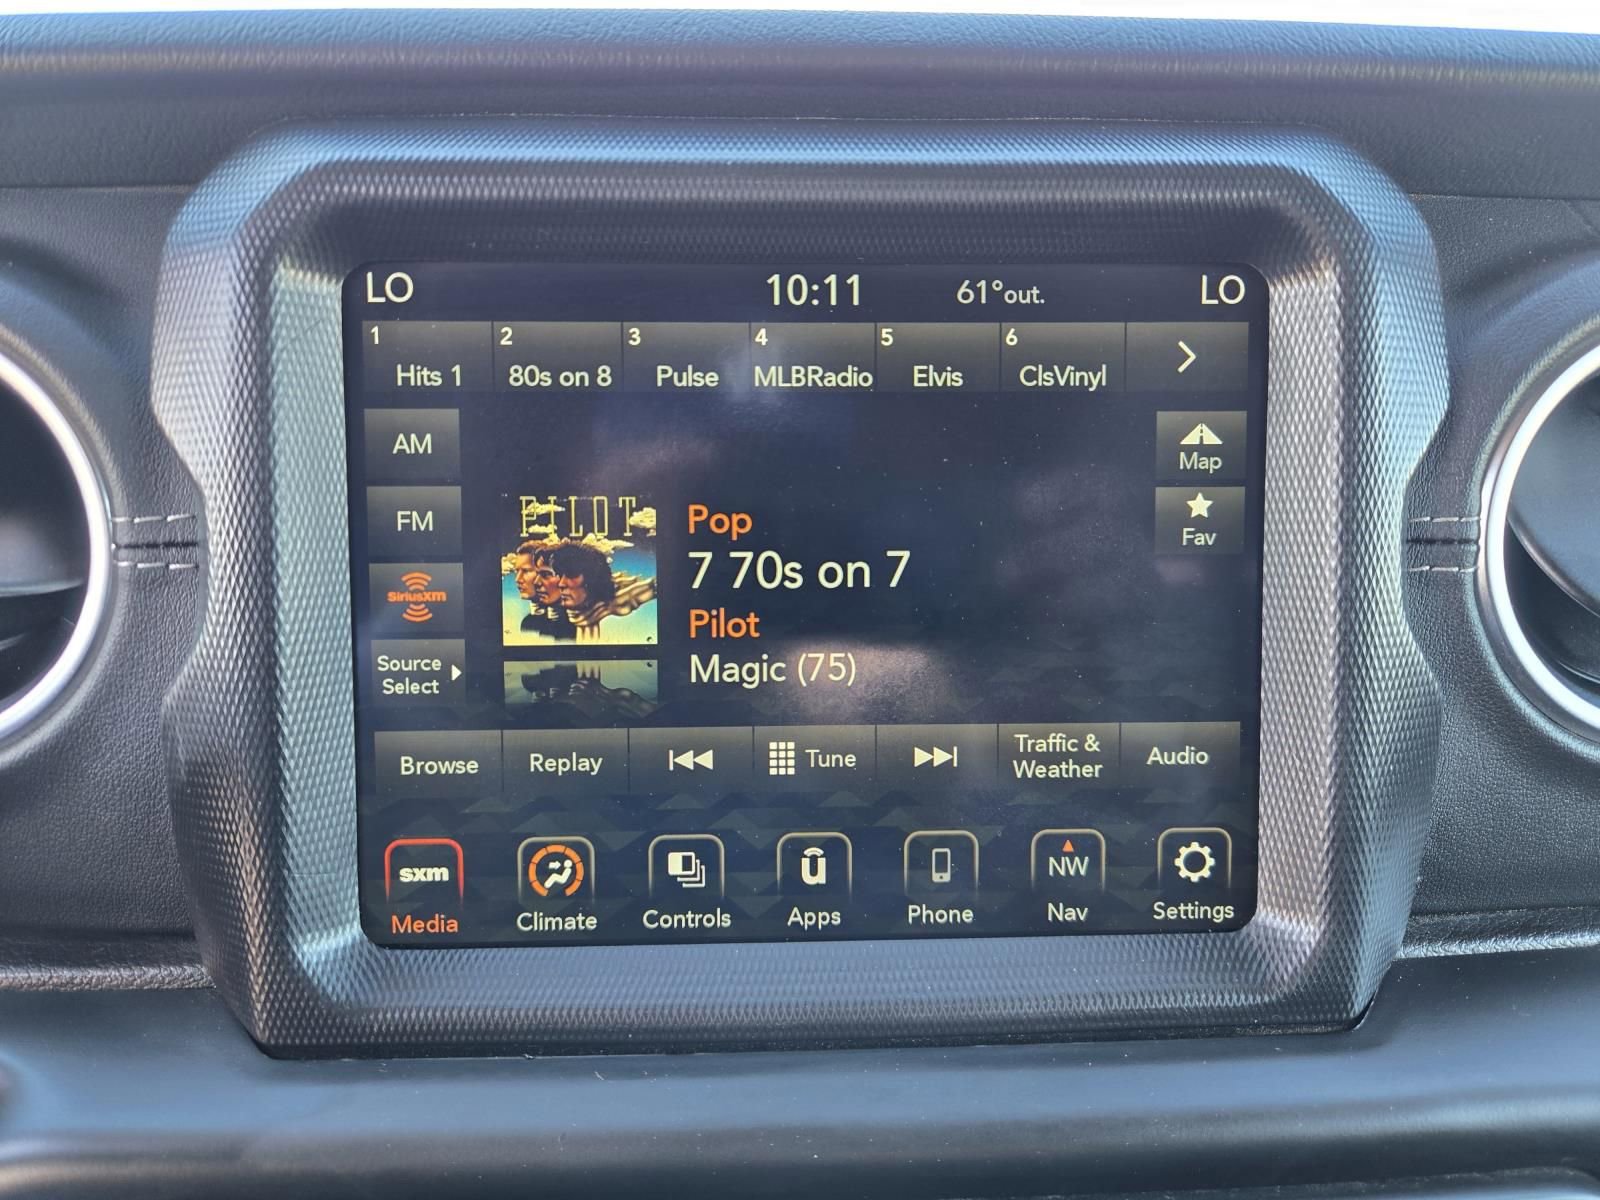 LO 10:11 61°out. LO
1 2 3 4 5 6
Hits 1 80s on 8 Pulse MLBRadio Elvis ClsVinyl
AM
FM
SiriusXM
Source
Select
Map
Fav
PILOT
Pop
7 70s on 7
Pilot
Magic (75)
Browse Replay Tune
Traffic &
Weather
Audio
sxm ū NW
Media Climate Controls Apps Phone Nav Settings